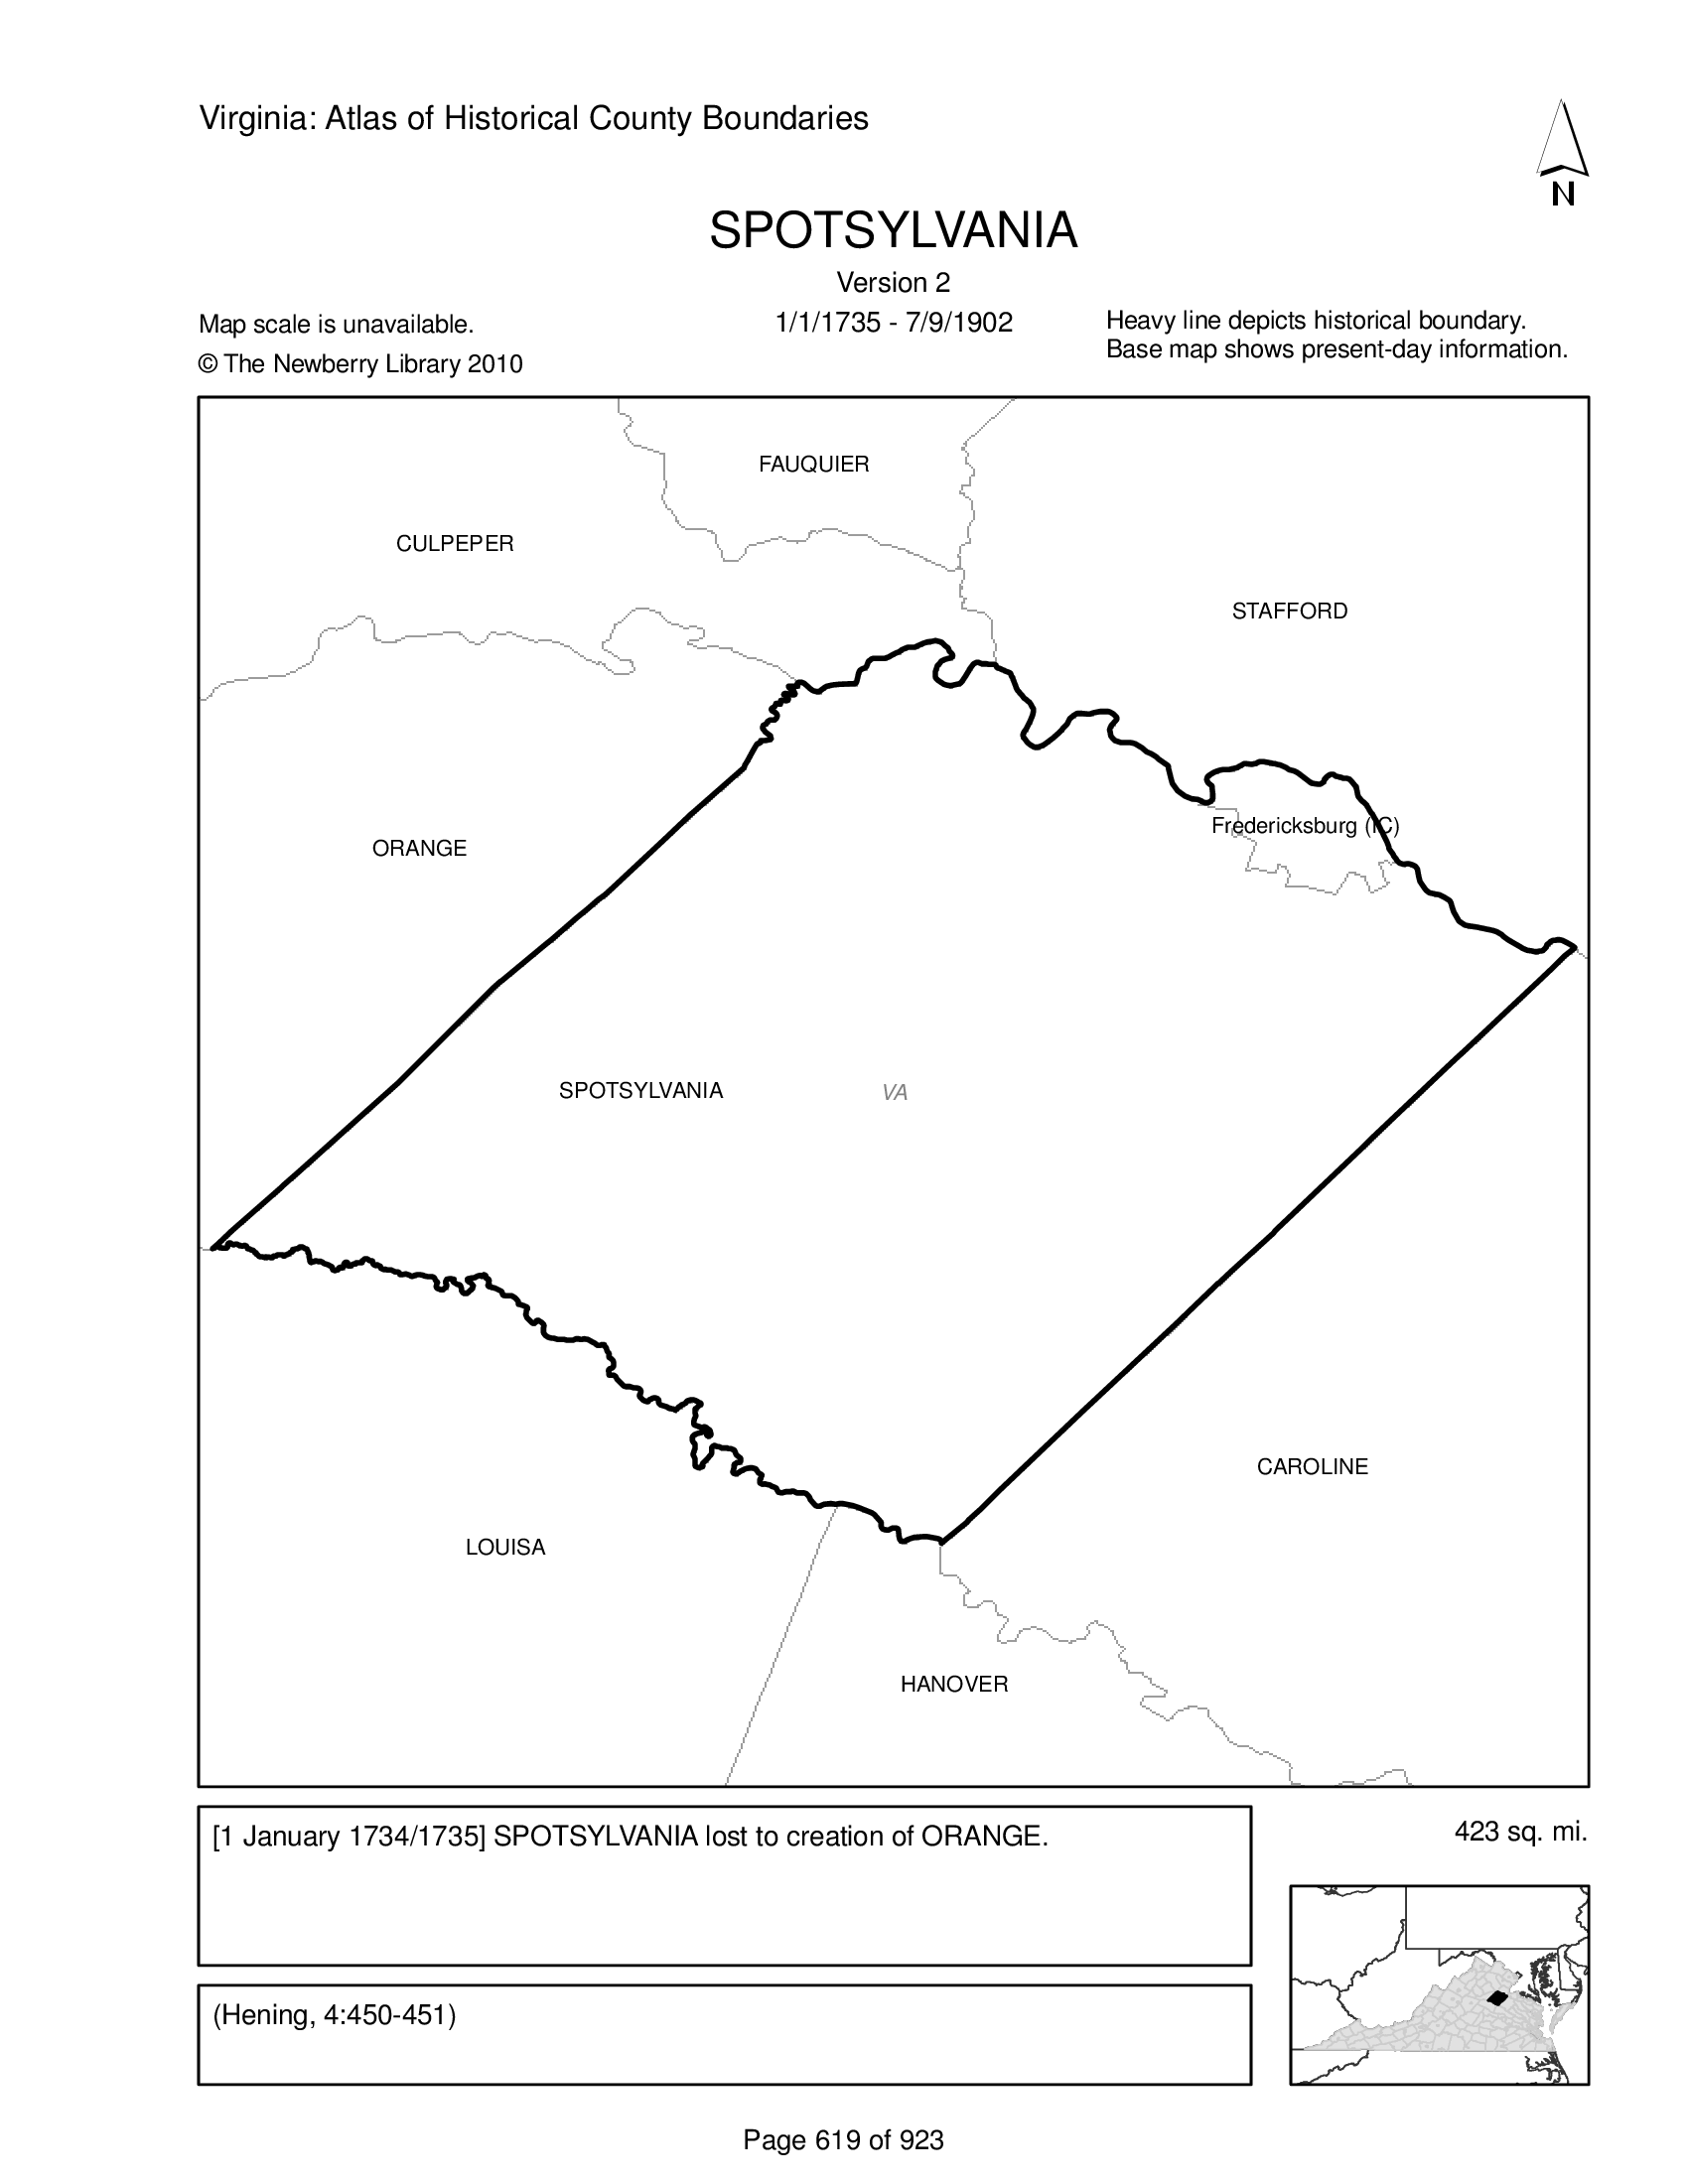 Virginia: Atlas of Historical County Boundaries
N
SPOTSYLVANIA
Version 2
1/1/1735 - 7/9/1902
Map scale is unavailable.
© The Newberry Library 2010
Heavy line depicts historical boundary.
Base map shows present-day information.
FAUQUIER
CULPEPER
STAFFORD
Fredericksburg (IC)
ORANGE
SPOTSYLVANIA
VA
CAROLINE
LOUISA
HANOVER
[1 January 1734/1735] SPOTSYLVANIA lost to creation of ORANGE.
423 sq. mi.
(Hening, 4:450-451)
Page 619 of 923